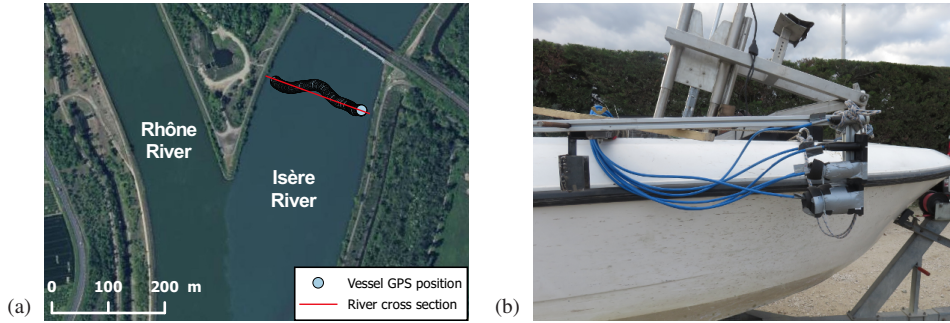 Rhône
River
Isère
River
0 100 200 m
Vessel GPS position
River cross section
(a)
(b)